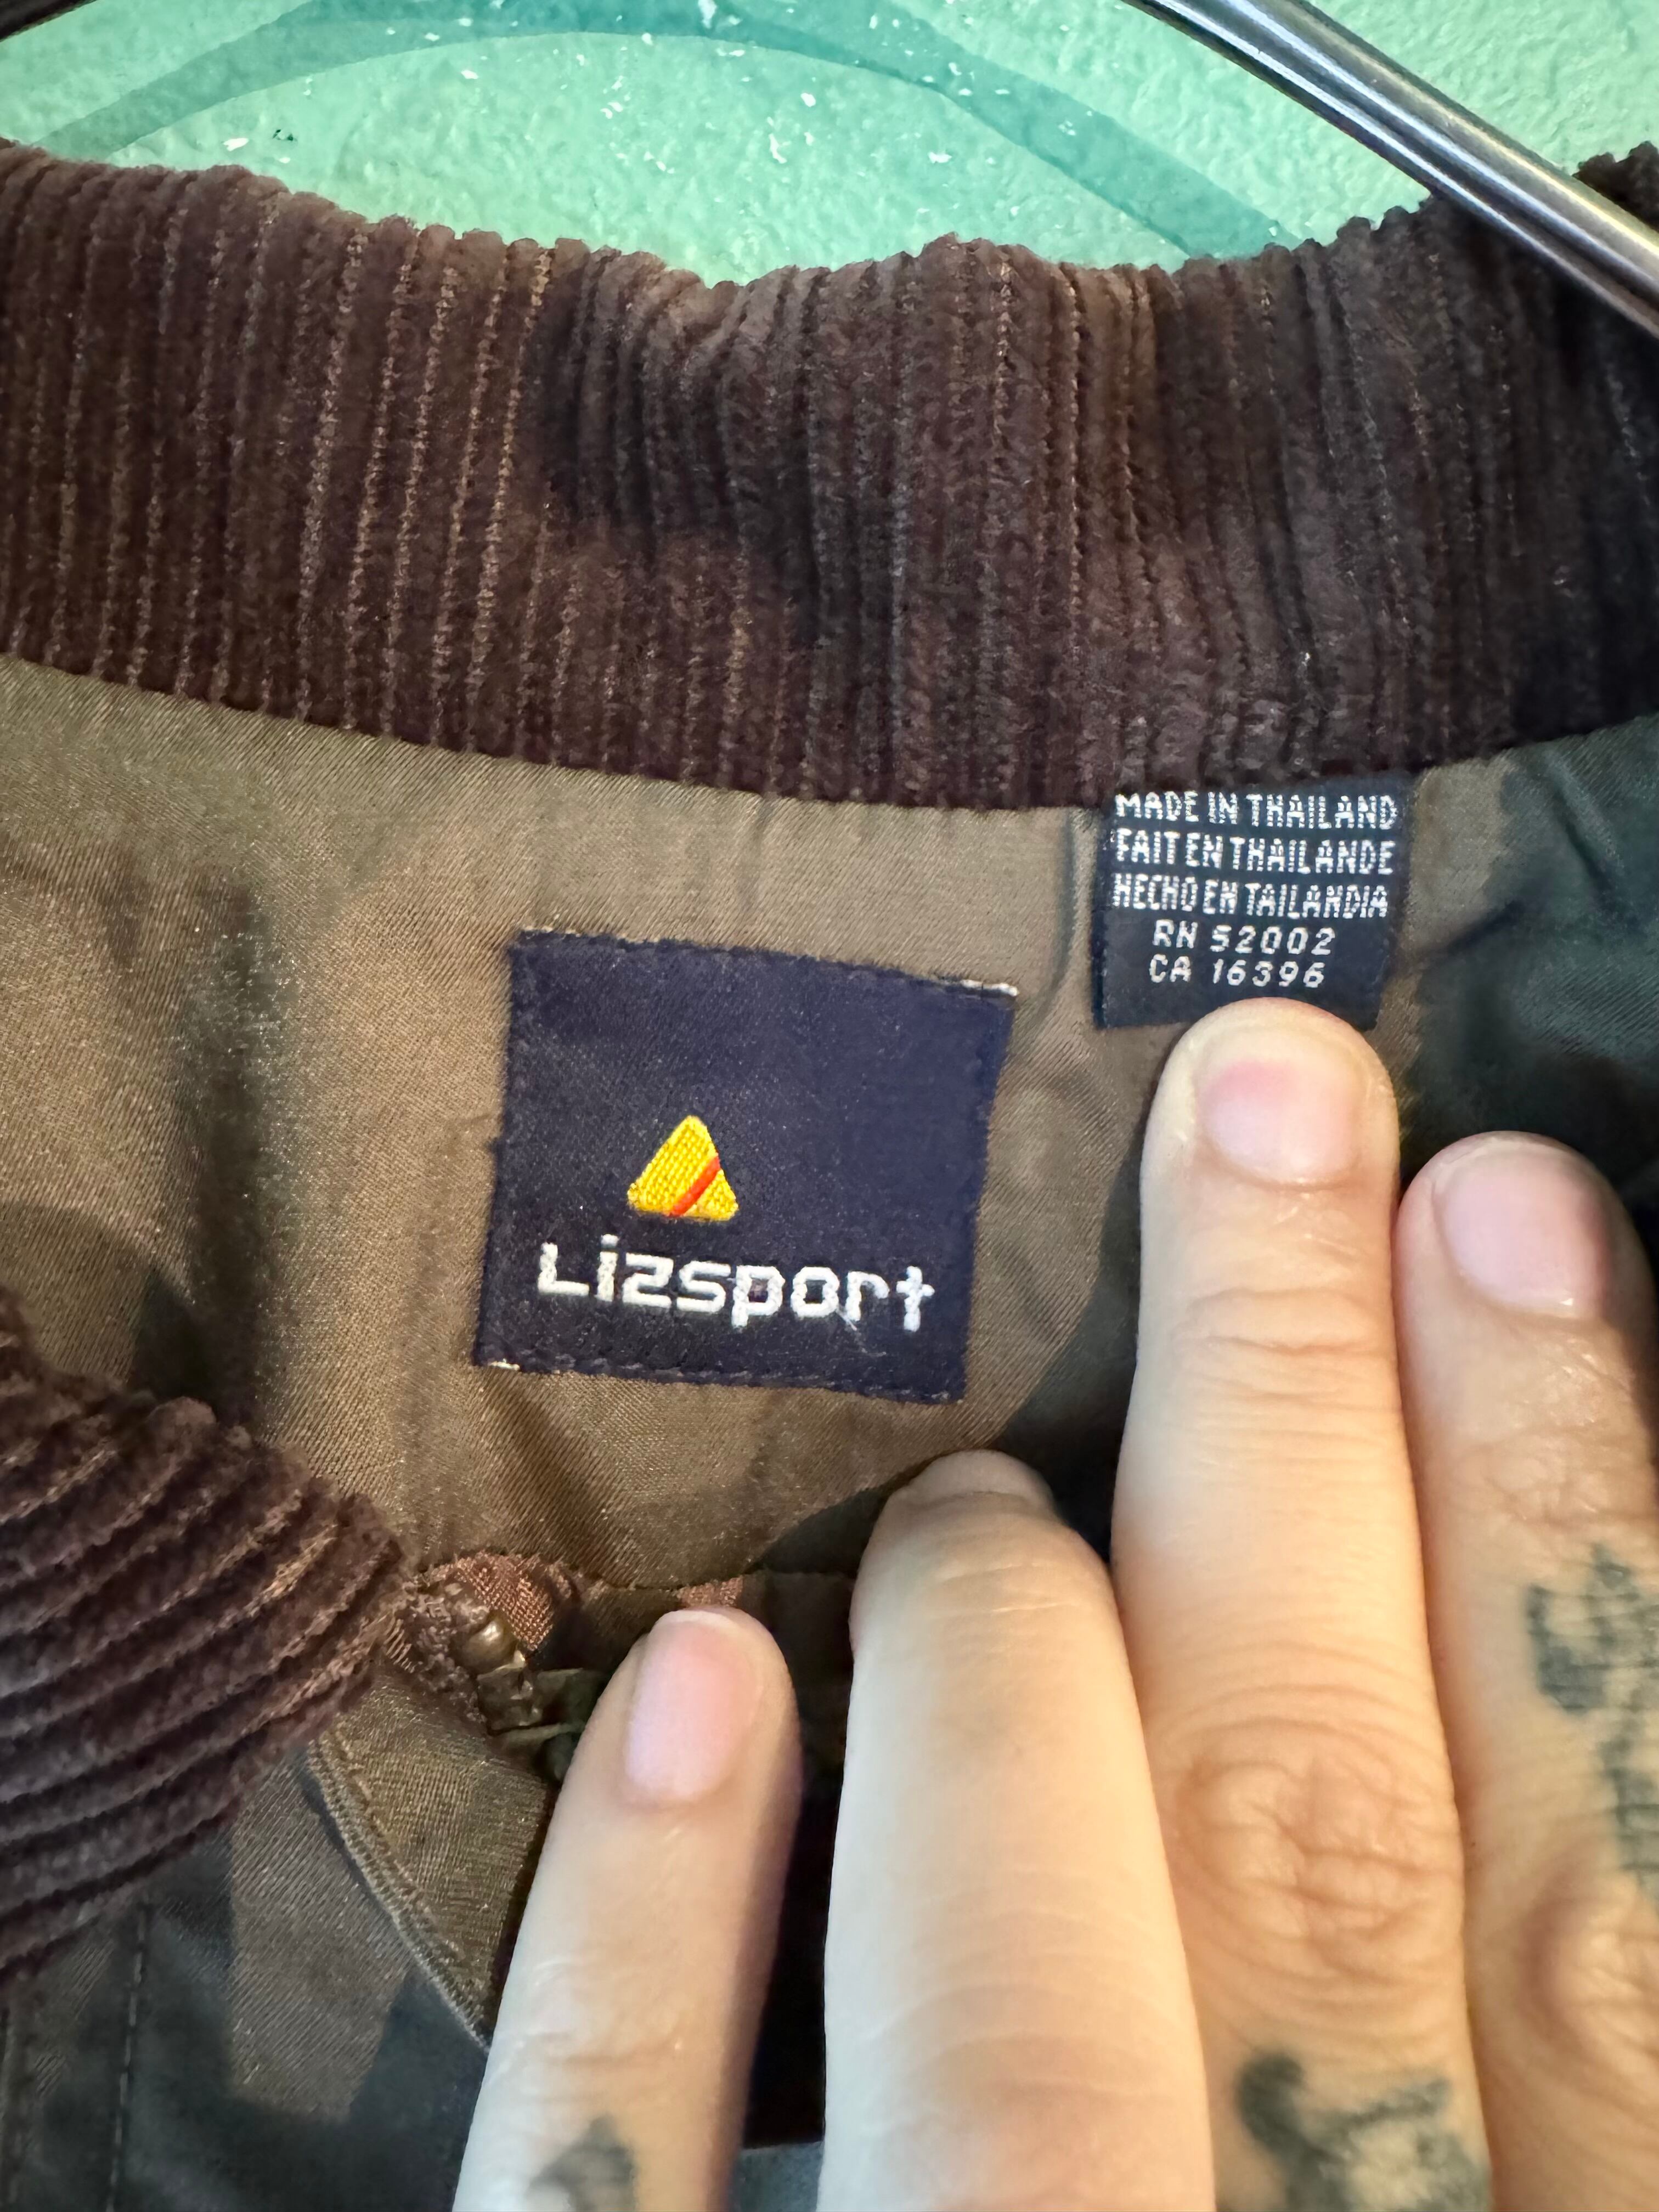 MADE IN THAILAND
FAIT EN THAILANDE
HECHO EN TAILANDIA
RN 52002
CA 16396
Lizsport